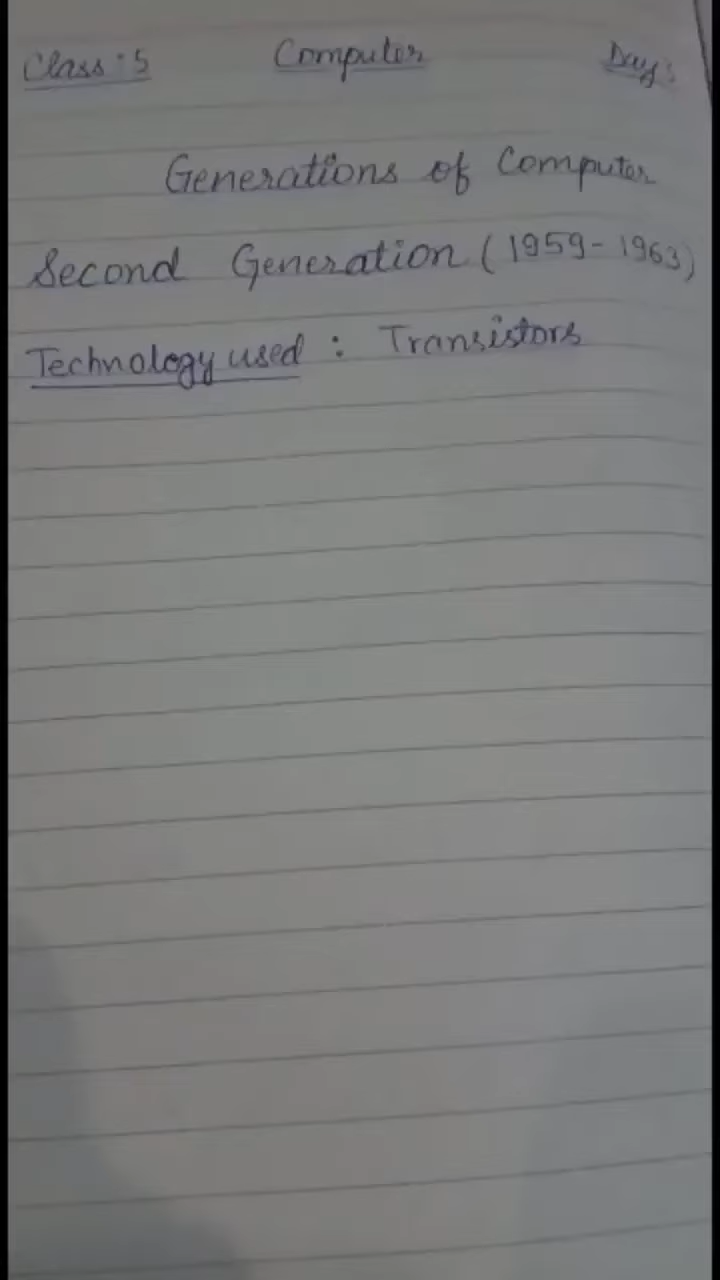 Class : 5 Computer Day :
Generations of Computer
Second Generation (1959-1963)
Technology used : Transistors